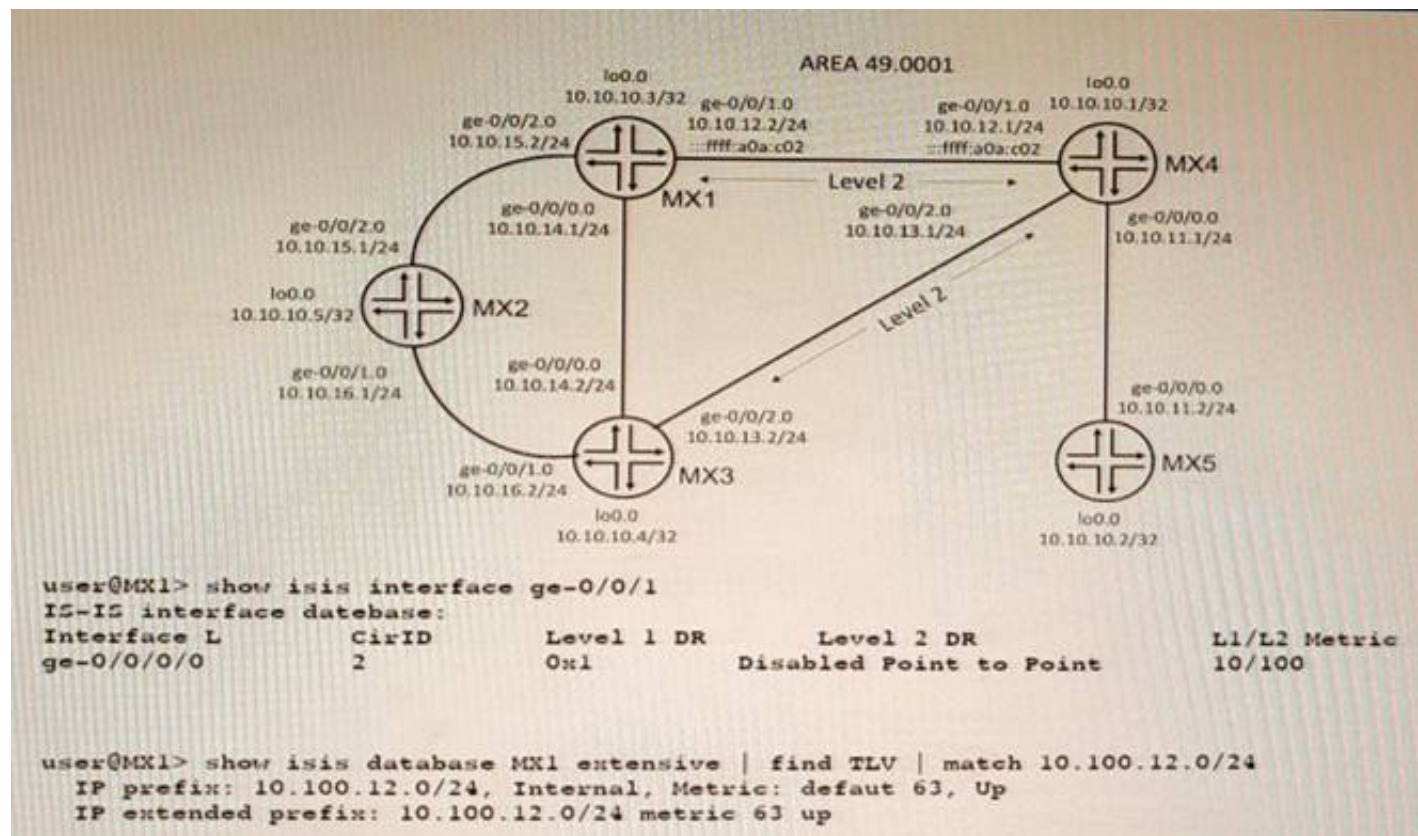 AREA 49.0001
lo0.0
10.10.10.3/32
ge-0/0/1.0
10.10.12.2/24
:::ffff:a0a:c02
ge-0/0/1.0
10.10.12.1/24
:::ffff:a0a:c02
lo0.0
10.10.10.1/32
ge-0/0/2.0
10.10.15.2/24
MX1
Level 2
MX4
ge-0/0/0.0
10.10.14.1/24
ge-0/0/2.0
10.10.13.1/24
ge-0/0/0.0
10.10.11.1/24
ge-0/0/2.0
10.10.15.1/24
lo0.0
10.10.10.5/32
MX2
Level 2
ge-0/0/1.0
10.10.16.1/24
ge-0/0/0.0
10.10.14.2/24
ge-0/0/2.0
10.10.13.2/24
ge-0/0/0.0
10.10.11.2/24
ge-0/0/1.0
10.10.16.2/24
MX3
MX5
lo0.0
10.10.10.4/32
lo0.0
10.10.10.2/32
user@MX1> show isis interface ge-0/0/1
IS-IS interface datebase:
Interface L CirID Level 1 DR Level 2 DR L1/L2 Metric
ge-0/0/0/0 2 0x1 Disabled Point to Point 10/100
user@MX1> show isis database MX1 extensive | find TLV | match 10.100.12.0/24
IP prefix: 10.100.12.0/24, Internal, Metric: defaut 63, Up
IP extended prefix: 10.100.12.0/24 metric 63 up